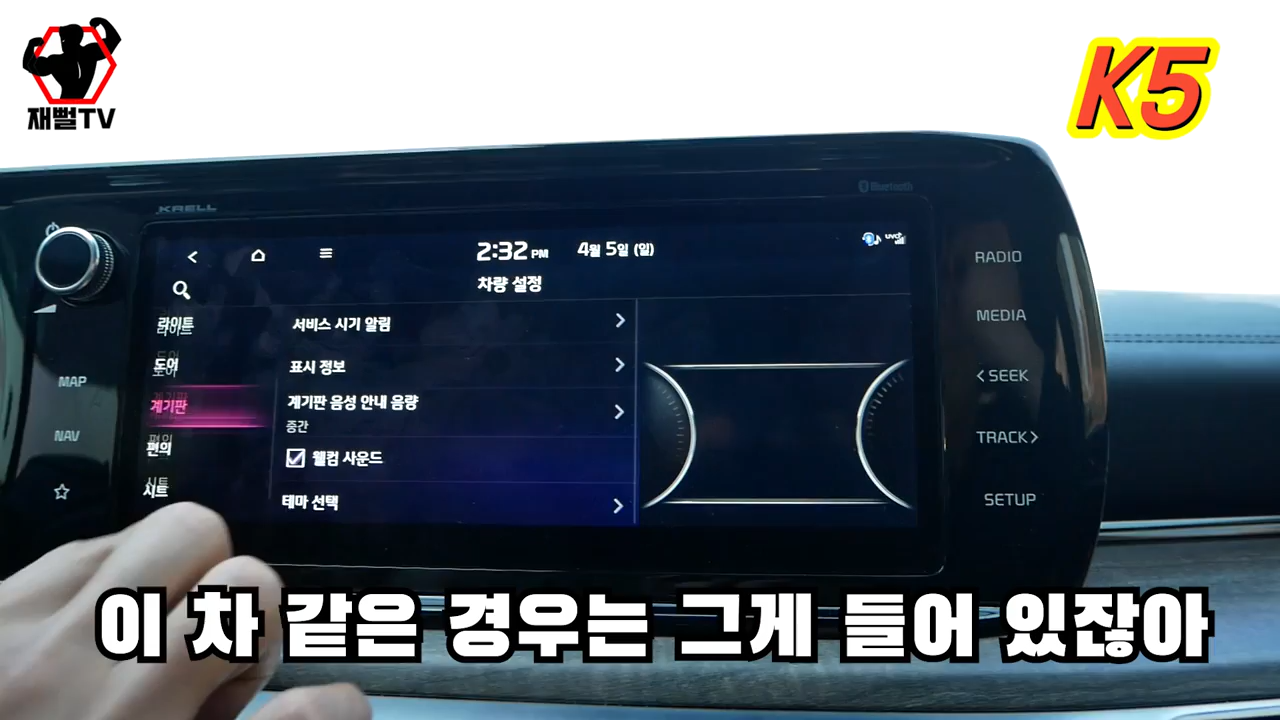 재뻘TV
K5
KRELL
Bluetooth
2:32 PM 4월 5일 (일)
차량 설정
라이트
도어
계기판
편의
시트
서비스 시기 알림
표시 정보
계기판 음성 안내 음량
중간
웰컴 사운드
테마 선택
MAP
NAV
RADIO
MEDIA
< SEEK
TRACK >
SETUP
이 차 같은 경우는 그게 들어 있잖아